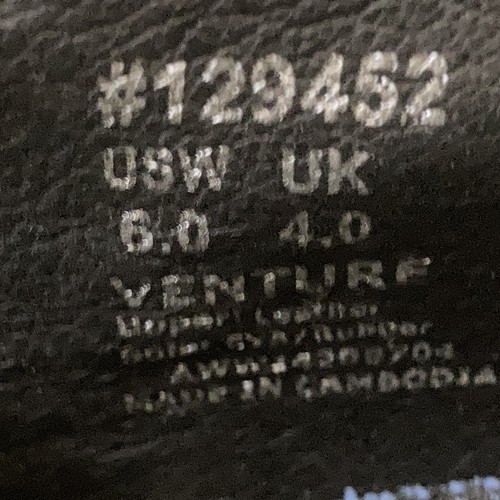 #129452
USW UK
6.0 4.0
VENTURE
Upper: Leather
MADE IN CAMBODIA